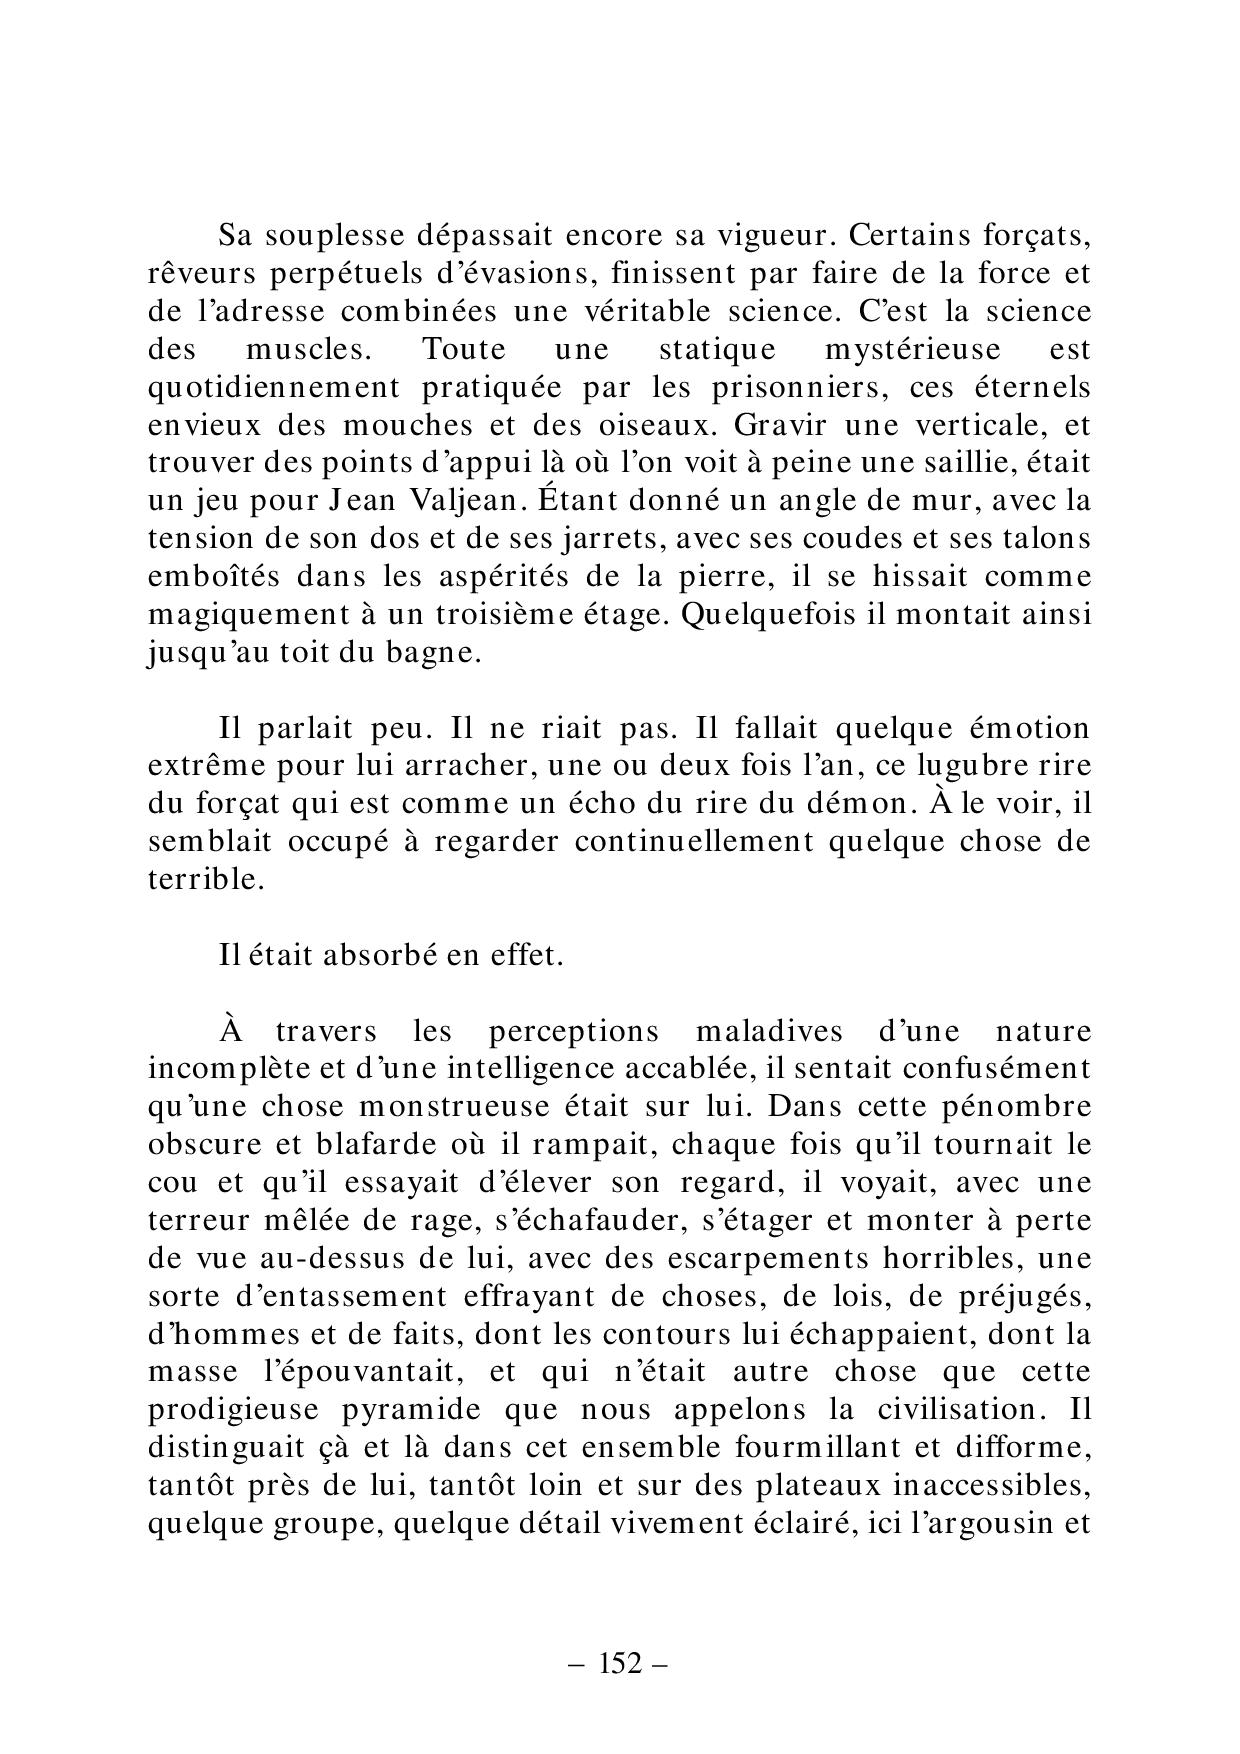 Sa souplesse dépassait encore sa vigueur. Certains forçats,
rêveurs perpétuels d’évasions, finissent par faire de la force et
de l’adresse combinées une véritable science. C’est la science
des muscles. Toute une statique mystérieuse est
quotidiennement pratiquée par les prisonniers, ces éternels
envieux des mouches et des oiseaux. Gravir une verticale, et
trouver des points d’appui là où l’on voit à peine une saillie, était
un jeu pour Jean Valjean. Étant donné un angle de mur, avec la
tension de son dos et de ses jarrets, avec ses coudes et ses talons
emboîtés dans les aspérités de la pierre, il se hissait comme
magiquement à un troisième étage. Quelquefois il montait ainsi
jusqu’au toit du bagne.
Il parlait peu. Il ne riait pas. Il fallait quelque émotion
extrême pour lui arracher, une ou deux fois l’an, ce lugubre rire
du forçat qui est comme un écho du rire du démon. À le voir, il
semblait occupé à regarder continuellement quelque chose de
terrible.
Il était absorbé en effet.
À travers les perceptions maladives d’une nature
incomplète et d’une intelligence accablée, il sentait confusément
qu’une chose monstrueuse était sur lui. Dans cette pénombre
obscure et blafarde où il rampait, chaque fois qu’il tournait le
cou et qu’il essayait d’élever son regard, il voyait, avec une
terreur mêlée de rage, s’échafauder, s’étager et monter à perte
de vue au-dessus de lui, avec des escarpements horribles, une
sorte d’entassement effrayant de choses, de lois, de préjugés,
d’hommes et de faits, dont les contours lui échappaient, dont la
masse l’épouvantait, et qui n’était autre chose que cette
prodigieuse pyramide que nous appelons la civilisation. Il
distinguait çà et là dans cet ensemble fourmillant et difforme,
tantôt près de lui, tantôt loin et sur des plateaux inaccessibles,
quelque groupe, quelque détail vivement éclairé, ici l’argousin et
– 152 –